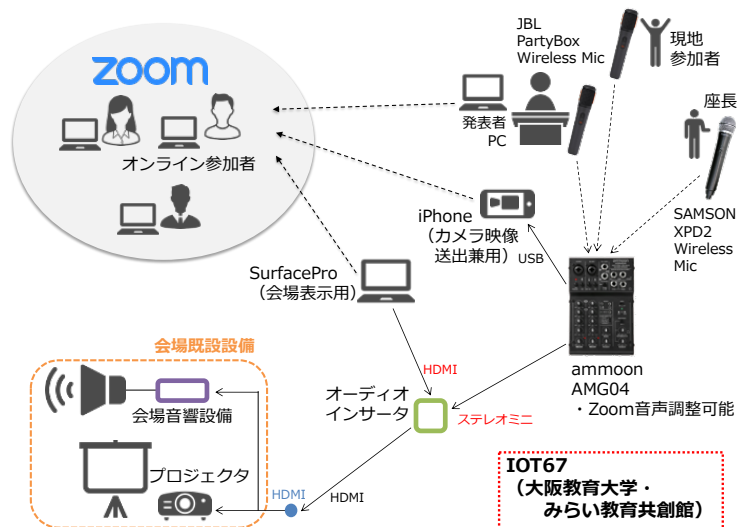 zoom
オンライン参加者
JBL
PartyBox
Wireless Mic
現地
参加者
発表者
PC
座長
SAMSON
XPD2
Wireless
Mic
iPhone
（カメラ映像
送出兼用）
USB
SurfacePro
（会場表示用）
ammoon
AMG04
・Zoom音声調整可能
HDMI
オーディオ
インサータ
ステレオミニ
会場既設設備
会場音響設備
プロジェクタ
HDMI
HDMI
IOT67
（大阪教育大学・
みらい教育共創館）